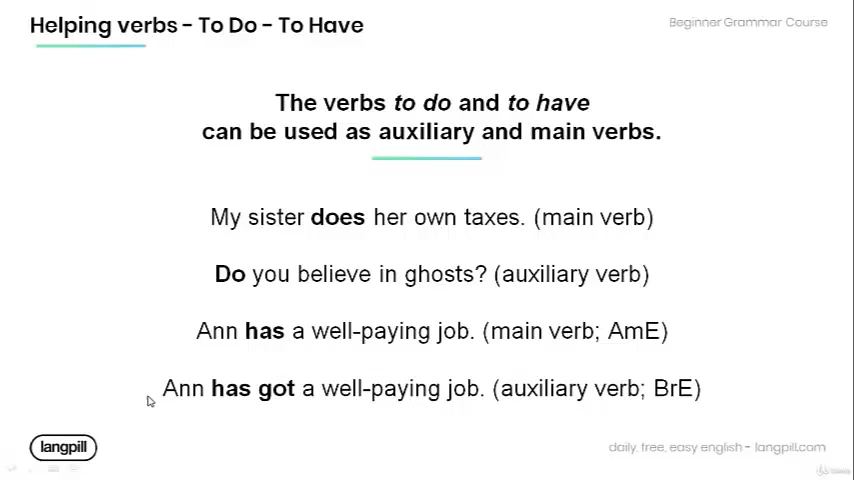 Helping verbs - To Do - To Have
Beginner Grammar Course
The verbs to do and to have
can be used as auxiliary and main verbs.
My sister does her own taxes. (main verb)
Do you believe in ghosts? (auxiliary verb)
Ann has a well-paying job. (main verb; AmE)
Ann has got a well-paying job. (auxiliary verb; BrE)
langpill
daily, free, easy english - langpill.com